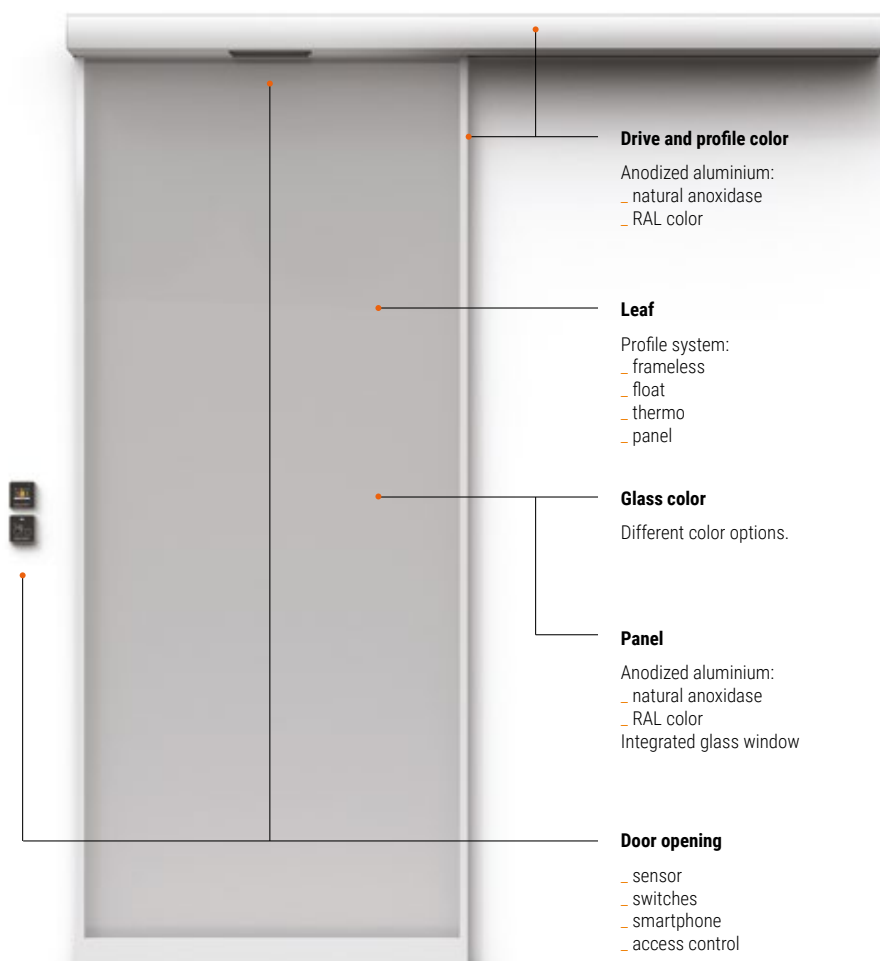 Drive and profile color
Anodized aluminium:
_ natural anoxidase
_ RAL color
Leaf
Profile system:
_ frameless
_ float
_ thermo
_ panel
Glass color
Different color options.
Panel
Anodized aluminium:
_ natural anoxidase
_ RAL color
Integrated glass window
Door opening
_ sensor
_ switches
_ smartphone
_ access control